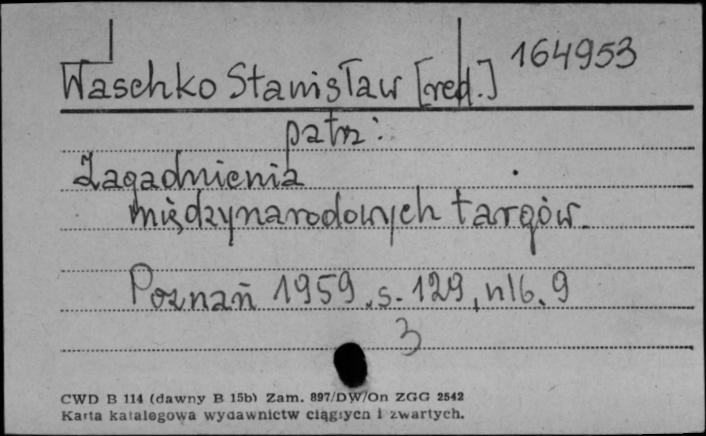 164953
Waschko Stanisław [red.]
patrz:
Zagadnienia
międzynarodowych targów.
Poznań 1959, s. 129, nlb. 9
3
CWD B 114 (dawny B 15b) Zam. 897/DW/On ZGG 2542
Karta katalogowa wydawnictw ciągłych i zwartych.